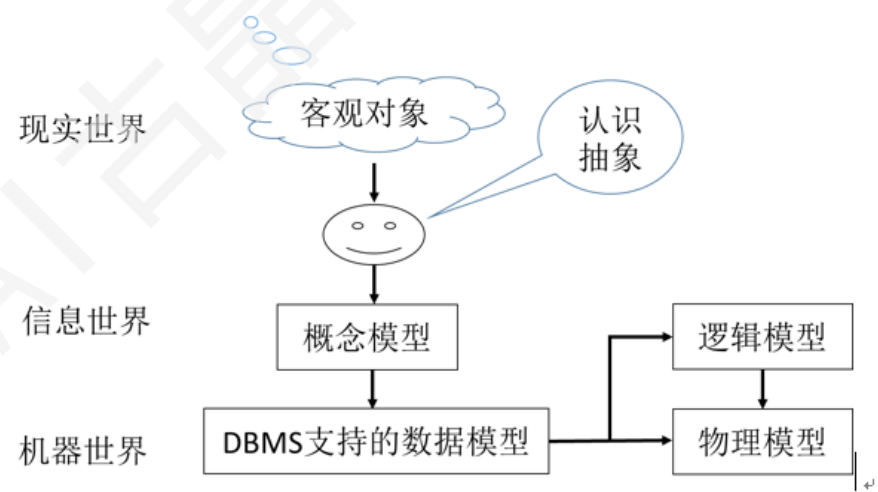 现实世界
客观对象
认识
抽象
信息世界
概念模型
逻辑模型
机器世界
DBMS支持的数据模型
物理模型